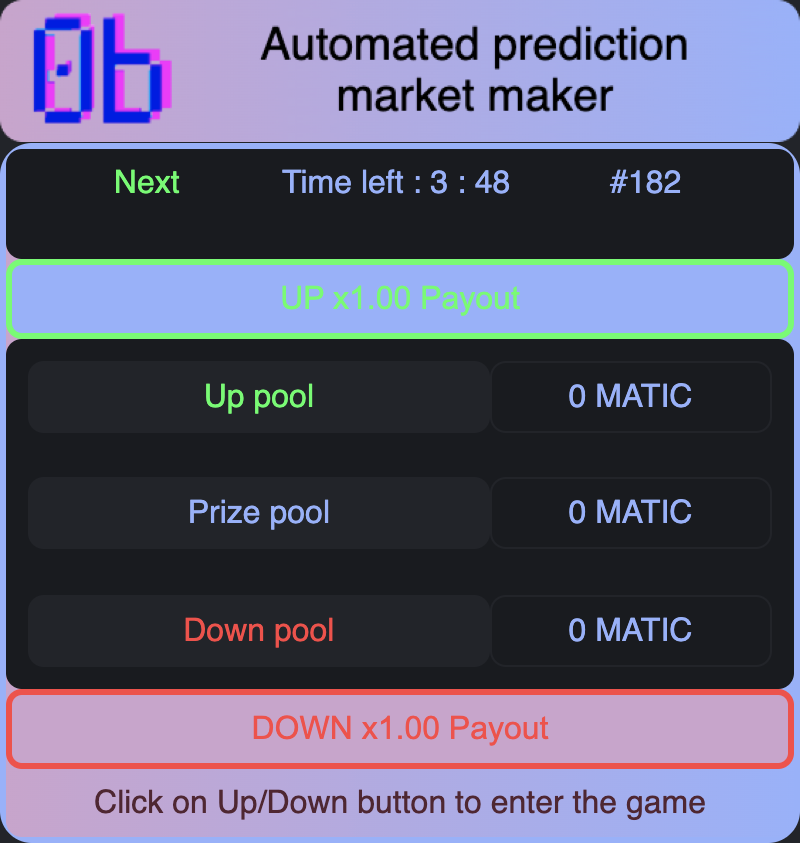 0b
Automated prediction
market maker
Next Time left : 3 : 48 #182
UP x1.00 Payout
Up pool 0 MATIC
Prize pool 0 MATIC
Down pool 0 MATIC
DOWN x1.00 Payout
Click on Up/Down button to enter the game